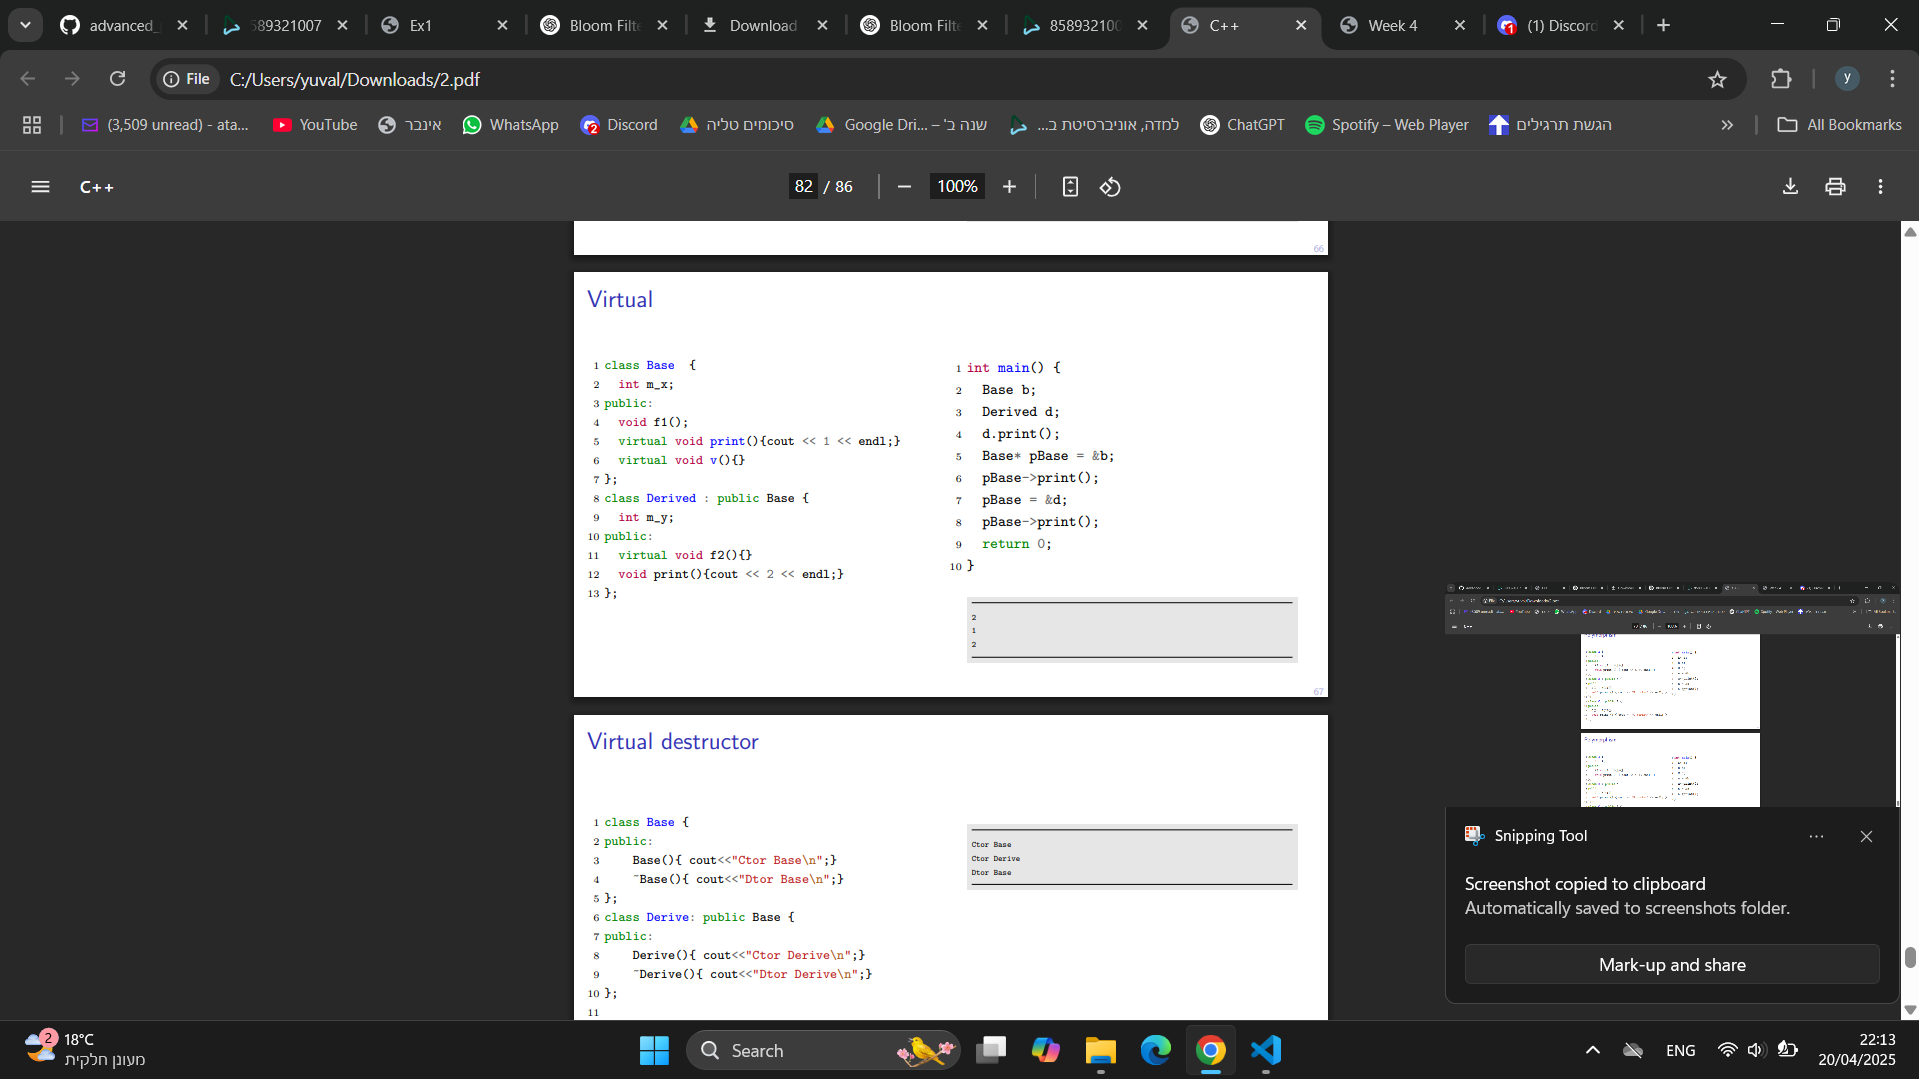 advanced_
589321007
Ex1
Bloom Filte
Download
Bloom Filte
858932100
C++
Week 4
(1) Discord
File
C:/Users/yuval/Downloads/2.pdf
y
(3,509 unread) - ata...
YouTube
אינבר
WhatsApp
Discord
סיכומים טליה
Google Dri... – שנה ב'
למדה, אוניברסיטת ב...
ChatGPT
Spotify – Web Player
הגשת תרגילים
All Bookmarks
C++
82 / 86
100%
66
Virtual
1 class Base {
2 int m_x;
3 public:
4 void f1();
5 virtual void print(){cout << 1 << endl;}
6 virtual void v(){}
7 };
8 class Derived : public Base {
9 int m_y;
10 public:
11 virtual void f2(){}
12 void print(){cout << 2 << endl;}
13 };
1 int main() {
2 Base b;
3 Derived d;
4 d.print();
5 Base* pBase = &b;
6 pBase->print();
7 pBase = &d;
8 pBase->print();
9 return 0;
10 }
2
1
2
67
Virtual destructor
1 class Base {
2 public:
3 Base(){ cout<<"Ctor Base\n";}
4 ~Base(){ cout<<"Dtor Base\n";}
5 };
6 class Derive: public Base {
7 public:
8 Derive(){ cout<<"Ctor Derive\n";}
9 ~Derive(){ cout<<"Dtor Derive\n";}
10 };
11
Ctor Base
Ctor Derive
Dtor Base
Snipping Tool
Screenshot copied to clipboard
Automatically saved to screenshots folder.
Mark-up and share
2
18°C
מעונן חלקית
Search
ENG
22:13
20/04/2025